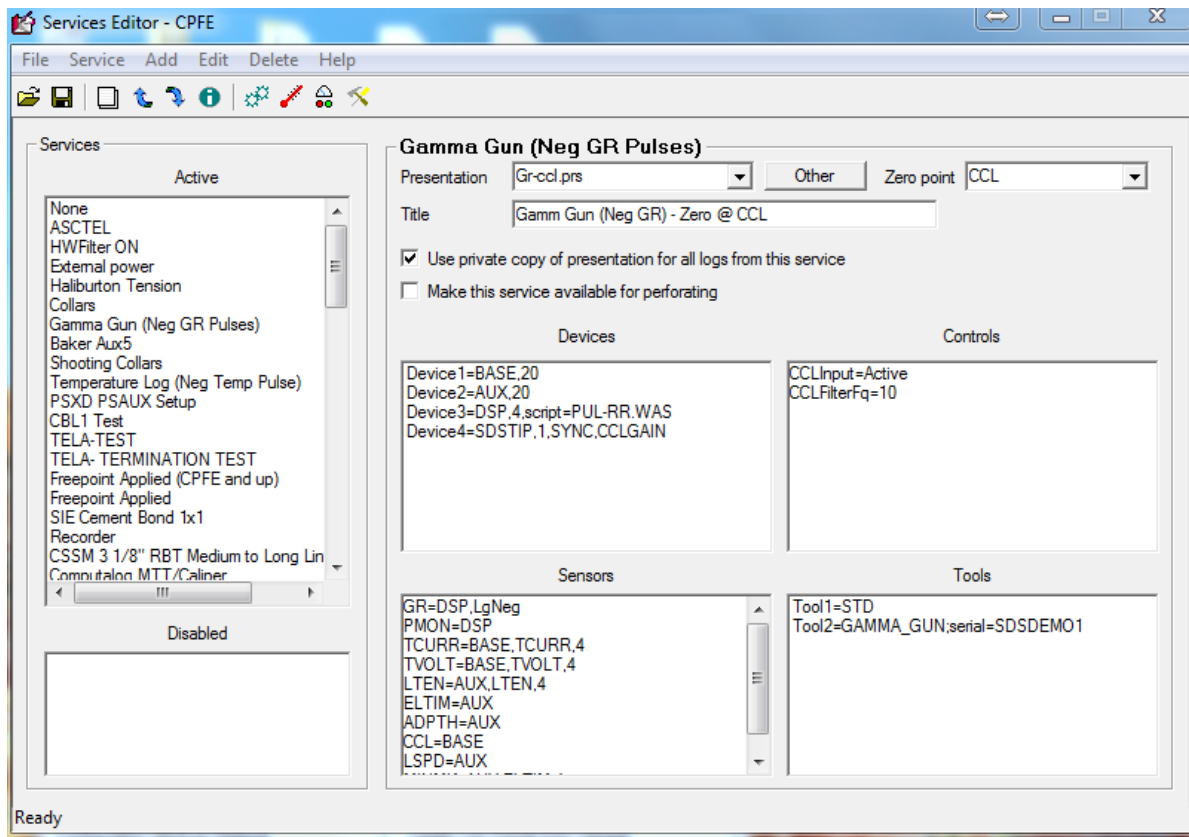 Services Editor - CPFE
File Service Add Edit Delete Help
Services
Active
None
ASCTEL
HWFilter ON
External power
Haliburton Tension
Collars
Gamma Gun (Neg GR Pulses)
Baker Aux5
Shooting Collars
Temperature Log (Neg Temp Pulse)
PSXD PSAUX Setup
CBL1 Test
TELA-TEST
TELA- TERMINATION TEST
Freepoint Applied (CPFE and up)
Freepoint Applied
SIE Cement Bond 1x1
Recorder
CSSM 3 1/8" RBT Medium to Long Lin
Computalog MTT/Caliper
Disabled
Gamma Gun (Neg GR Pulses)
Presentation Gr-ccl.prs Other Zero point CCL
Title Gamm Gun (Neg GR) - Zero @ CCL
Use private copy of presentation for all logs from this service
Make this service available for perforating
Devices
Device1=BASE,20
Device2=AUX,20
Device3=DSP,4,script=PUL-RR.WAS
Device4=SDSTIP,1,SYNC,CCLGAIN
Controls
CCLInput=Active
CCLFilterFq=10
Sensors
GR=DSP,LgNeg
PMON=DSP
TCURR=BASE,TCURR,4
TVOLT=BASE,TVOLT,4
LTEN=AUX,LTEN,4
ELTIM=AUX
ADPTH=AUX
CCL=BASE
LSPD=AUX
Tools
Tool1=STD
Tool2=GAMMA_GUN;serial=SDSDEMO1
Ready